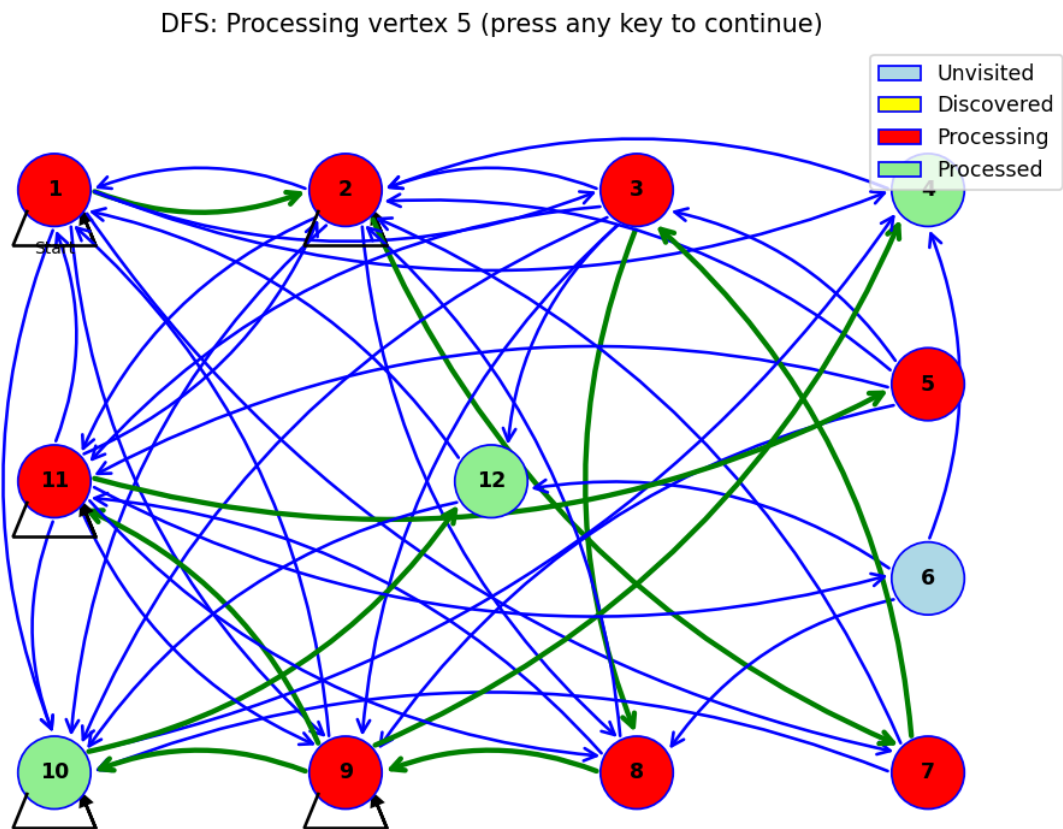 DFS: Processing vertex 5 (press any key to continue)
Unvisited
Discovered
Processing
Processed
1
2
3
4
Start
5
11
12
6
10
9
8
7